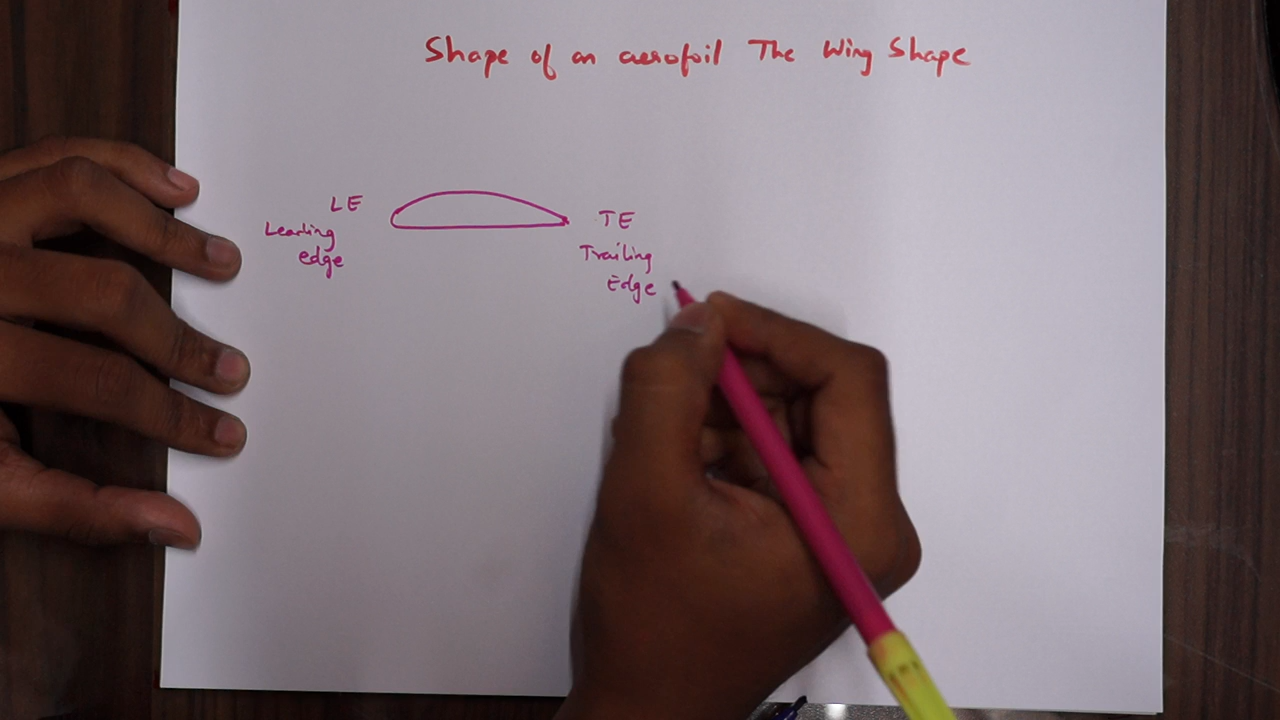 Shape of an aerofoil The Wing Shape
LE
Leading
edge
TE
Trailing
Edge